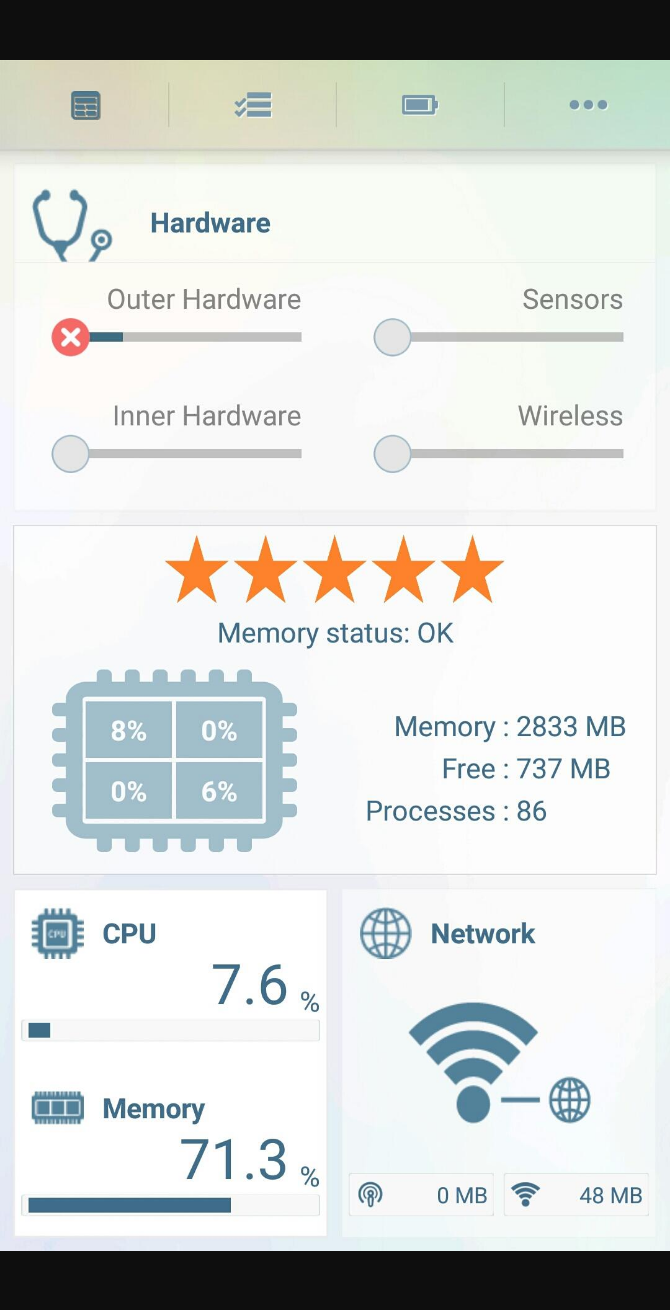 Hardware
Outer Hardware
Sensors
Inner Hardware
Wireless
Memory status: OK
8% 0%
0% 6%
Memory : 2833 MB
Free : 737 MB
Processes : 86
CPU
CPU
7.6 %
Memory
71.3 %
Network
0 MB
48 MB